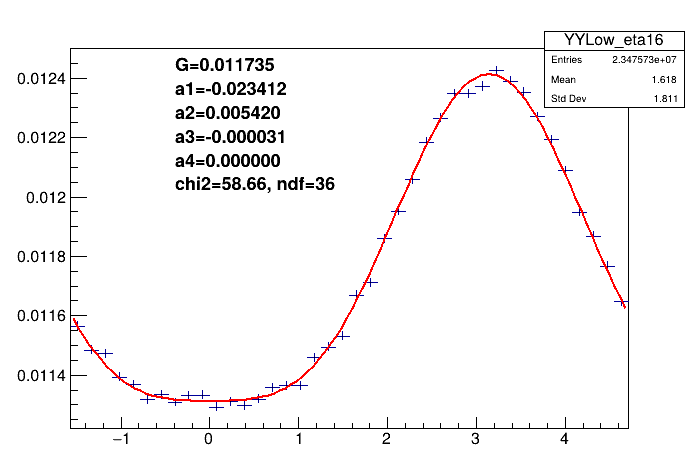 YYLow_eta16
Entries 2.347573e+07
Mean 1.618
Std Dev 1.811
G=0.011735
a1=-0.023412
a2=0.005420
a3=-0.000031
a4=0.000000
chi2=58.66, ndf=36
0.0124
0.0122
0.012
0.0118
0.0116
0.0114
−1 0 1 2 3 4